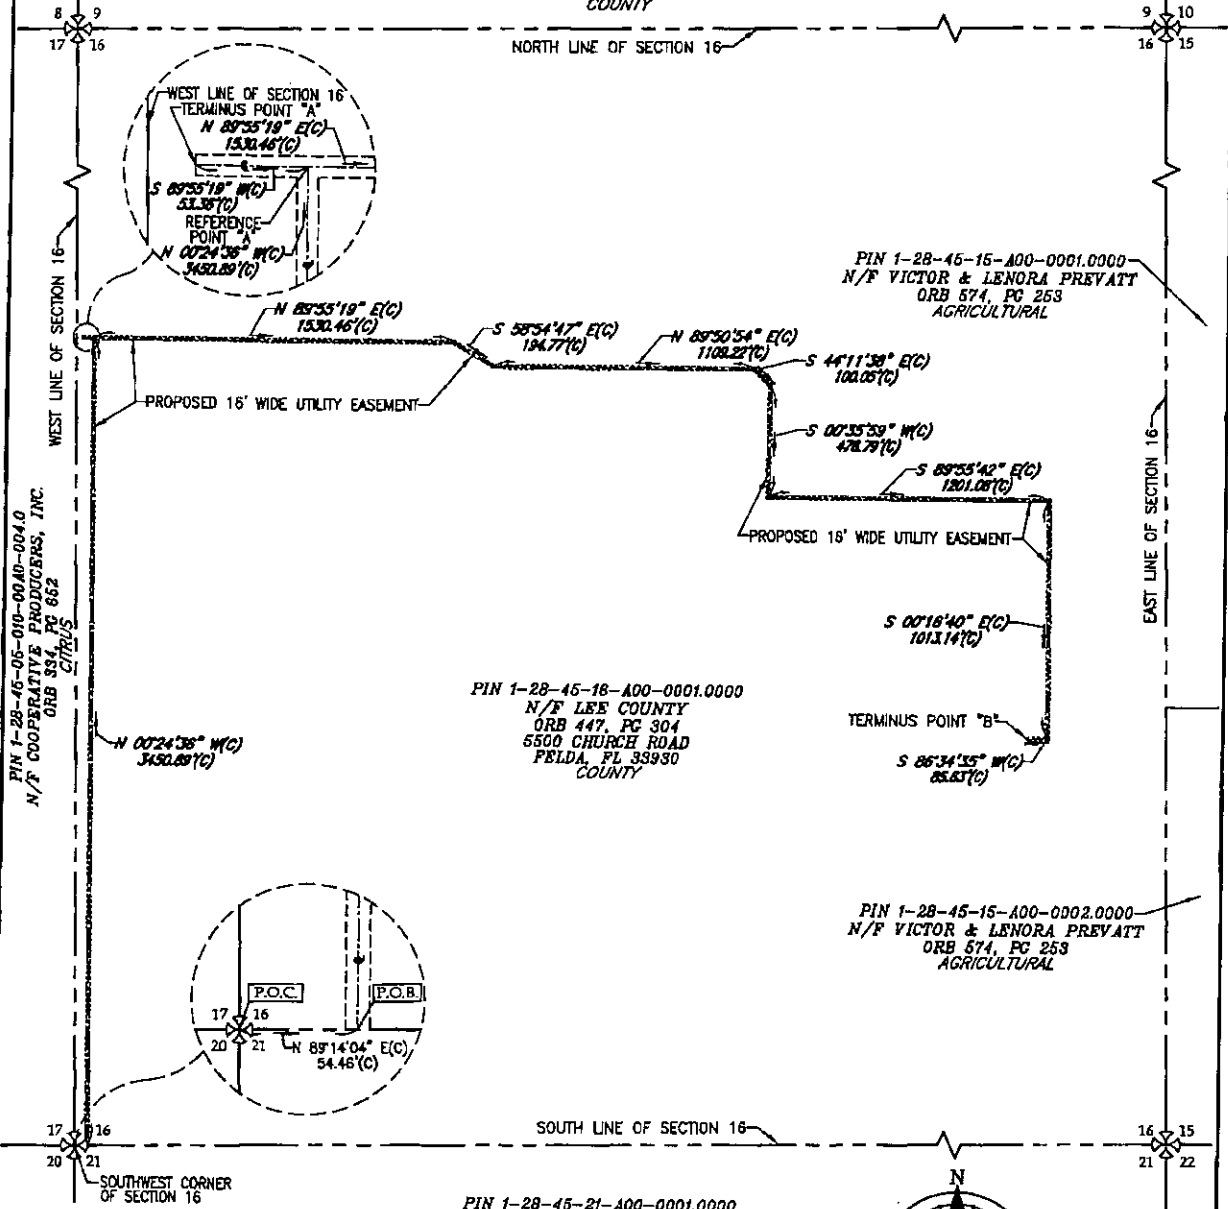 COUNTY
8 9
17 16
NORTH LINE OF SECTION 16
9 10
16 15
WEST LINE OF SECTION 16
TERMINUS POINT "A"
N 89°55'19" E(C)
1530.46'(C)
S 89°55'19" W(C)
53.36'(C)
REFERENCE
POINT "A"
N 00°24'36" W(C)
3450.89'(C)
WEST LINE OF SECTION 16
PIN 1-28-45-15-A00-0001.0000
N/F VICTOR & LENORA PREVATT
ORB 574, PG 253
AGRICULTURAL
N 89°55'19" E(C)
1530.46'(C)
S 58°54'47" E(C)
194.77'(C)
N 89°50'54" E(C)
1109.22'(C)
S 44°11'38" E(C)
100.05'(C)
PROPOSED 16' WIDE UTILITY EASEMENT
S 00°35'59" W(C)
478.79'(C)
S 89°55'42" E(C)
1201.06'(C)
PROPOSED 16' WIDE UTILITY EASEMENT
EAST LINE OF SECTION 16
PIN 1-28-45-05-010-00A0-004.0
N/F COOPERATIVE PRODUCERS, INC.
ORB 334, PG 652
CITRUS
S 00°16'40" E(C)
1013.14'(C)
PIN 1-28-45-16-A00-0001.0000
N/F LEE COUNTY
ORB 447, PG 304
5500 CHURCH ROAD
FELDA, FL 33930
COUNTY
TERMINUS POINT "B"
S 86°34'35" W(C)
85.63'(C)
N 00°24'36" W(C)
3450.89'(C)
PIN 1-28-45-15-A00-0002.0000
N/F VICTOR & LENORA PREVATT
ORB 574, PG 253
AGRICULTURAL
P.O.C.
P.O.B.
17 16
20 21
N 89°14'04" E(C)
54.46'(C)
17 16
20 21
SOUTH LINE OF SECTION 16
16 15
21 22
SOUTHWEST CORNER
OF SECTION 16
N
PIN 1-28-45-21-A00-0001.0000